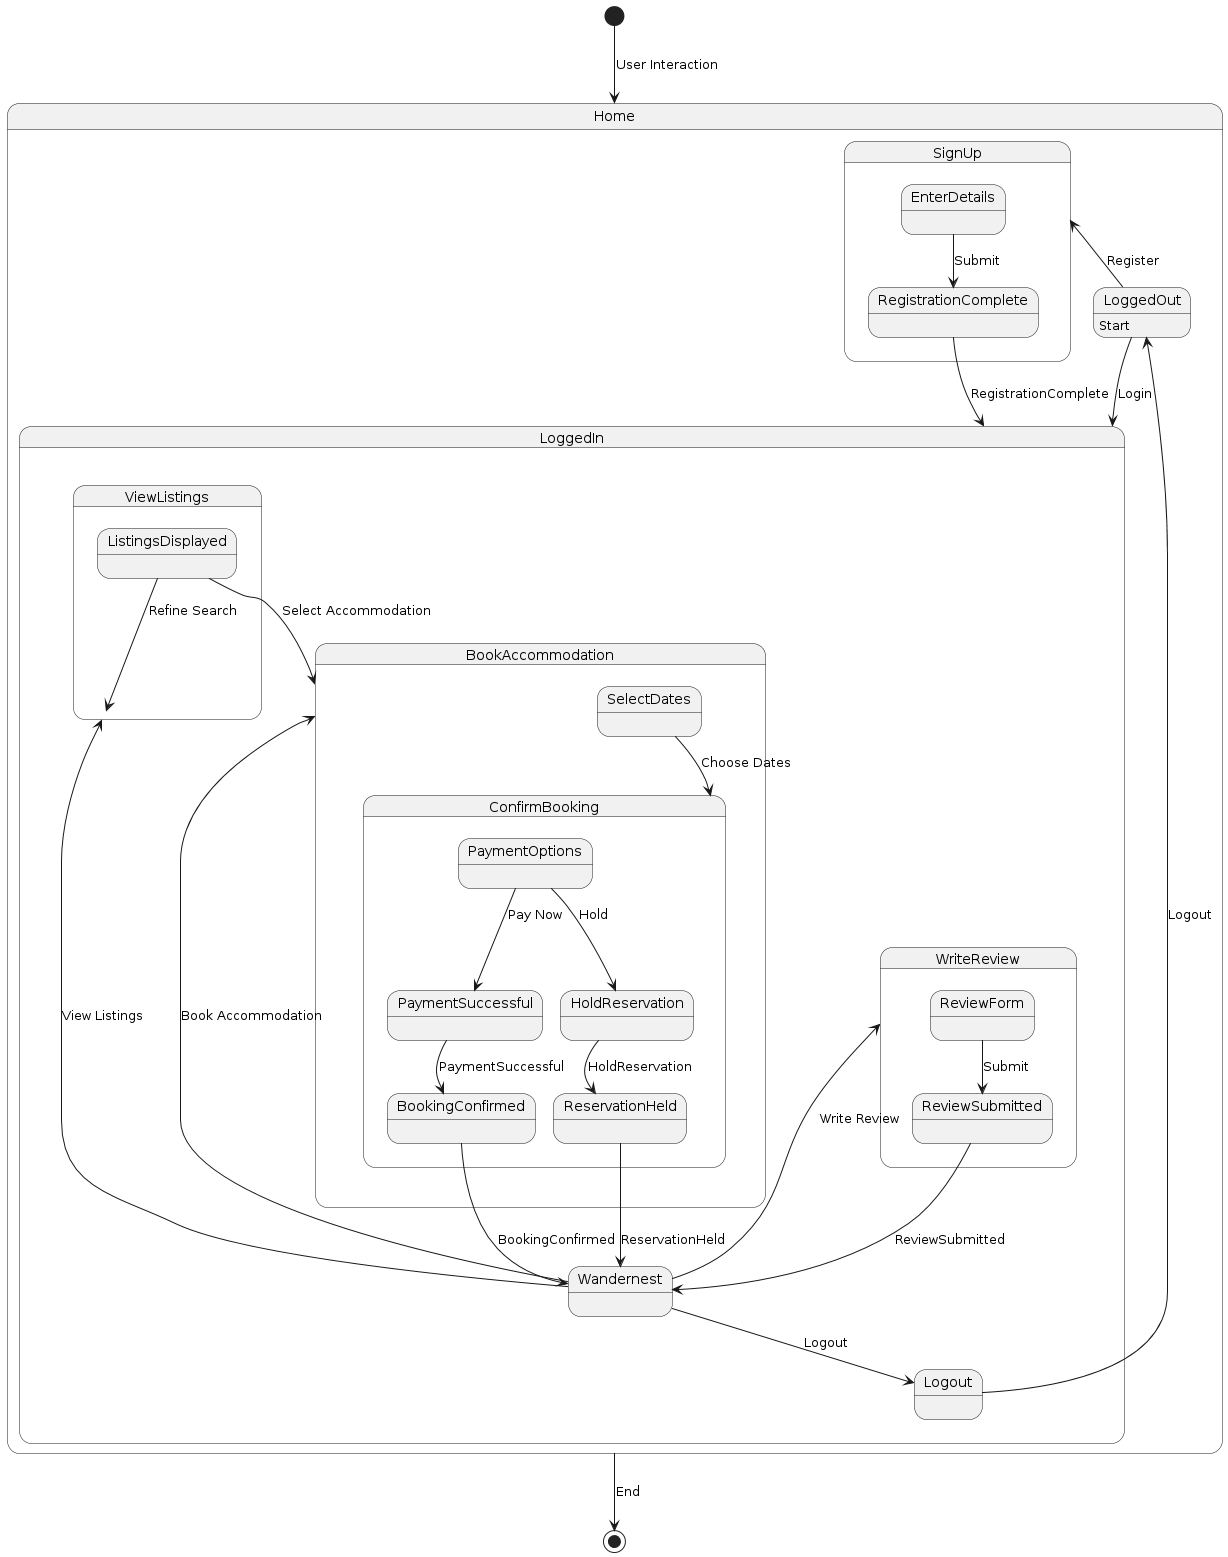 User Interaction
Home
SignUp
EnterDetails
Submit
Register
RegistrationComplete
LoggedOut
Start
RegistrationComplete
Login
LoggedIn
ViewListings
ListingsDisplayed
Refine Search
Select Accommodation
BookAccommodation
SelectDates
Choose Dates
ConfirmBooking
PaymentOptions
Pay Now
Hold
Logout
WriteReview
PaymentSuccessful
HoldReservation
ReviewForm
View Listings
Book Accommodation
PaymentSuccessful
HoldReservation
Submit
BookingConfirmed
ReservationHeld
ReviewSubmitted
Write Review
BookingConfirmed
ReservationHeld
ReviewSubmitted
Wandernest
Logout
Logout
End